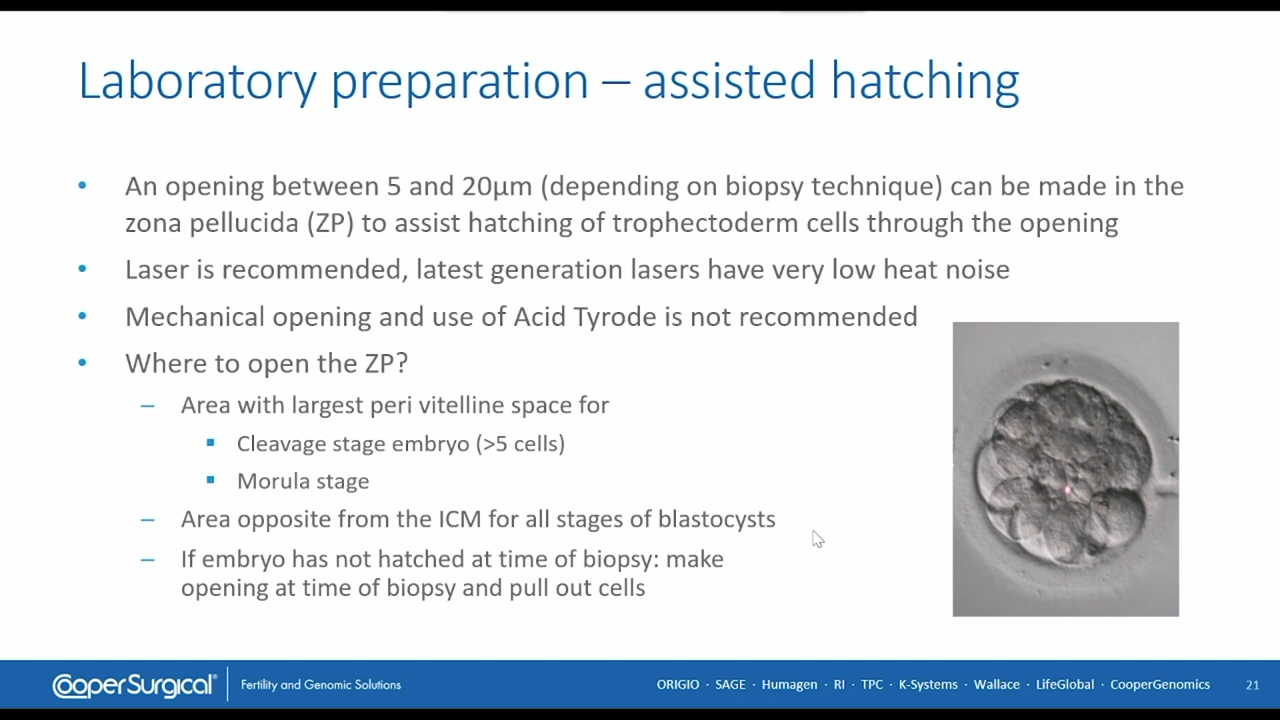 Laboratory preparation – assisted hatching
• An opening between 5 and 20µm (depending on biopsy technique) can be made in the
zona pellucida (ZP) to assist hatching of trophectoderm cells through the opening
• Laser is recommended, latest generation lasers have very low heat noise
• Mechanical opening and use of Acid Tyrode is not recommended
• Where to open the ZP?
– Area with largest peri vitelline space for
▪ Cleavage stage embryo (>5 cells)
▪ Morula stage
– Area opposite from the ICM for all stages of blastocysts
– If embryo has not hatched at time of biopsy: make
opening at time of biopsy and pull out cells
CooperSurgical® Fertility and Genomic Solutions ORIGIO · SAGE · Humagen · RI · TPC · K-Systems · Wallace · LifeGlobal · CooperGenomics 21